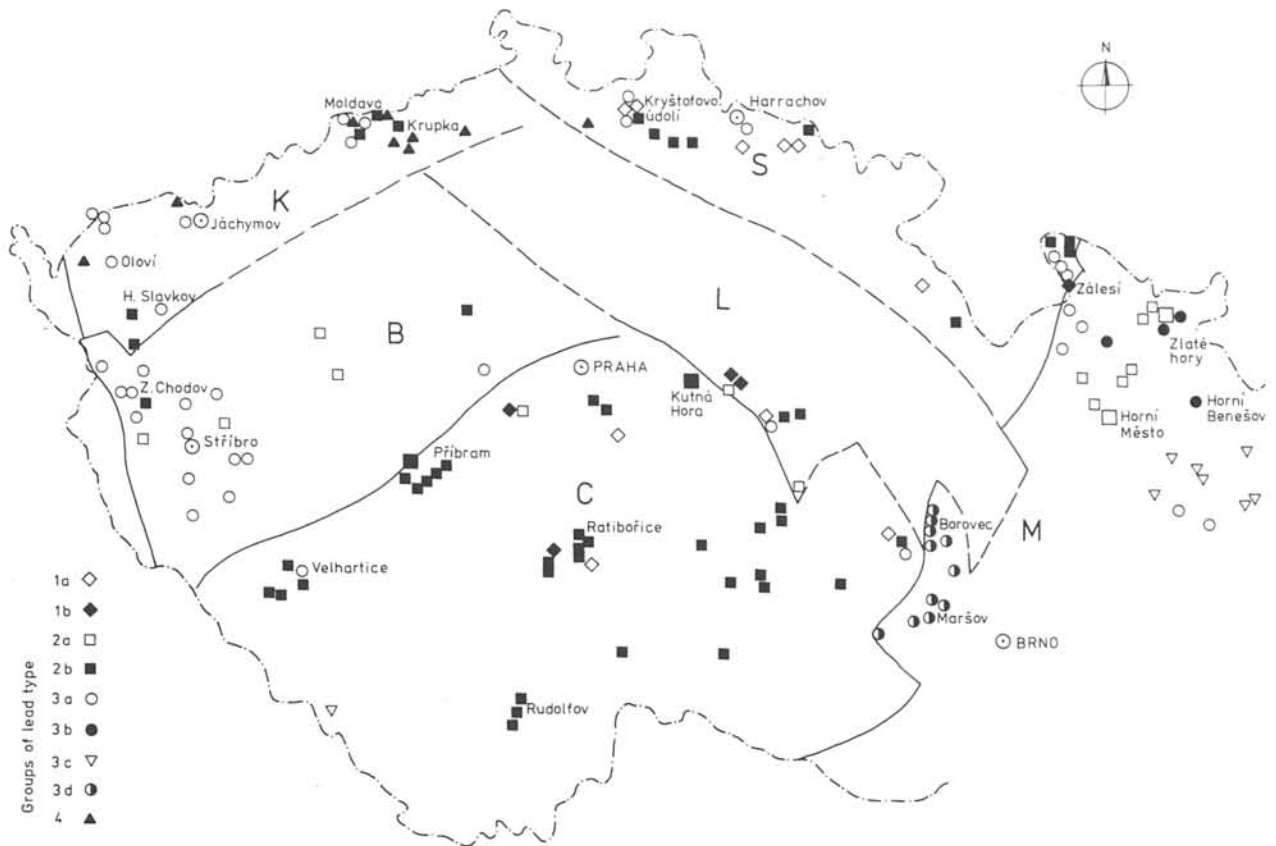 N
Moldava
Krupka
Kryštofovo
údolí
Harrachov
S
K
Jáchymov
Oloví
H. Slavkov
L
Zálesí
B
Zlaté
hory
PRAHA
Kutná
Hora
Z. Chodov
Horní
Benešov
Horní
Město
Stříbro
Příbram
C
Borovec
M
Ratibořice
Velhartice
Maršov
BRNO
Rudolfov
Groups of lead type
1a
1b
2a
2b
3a
3b
3c
3d
4